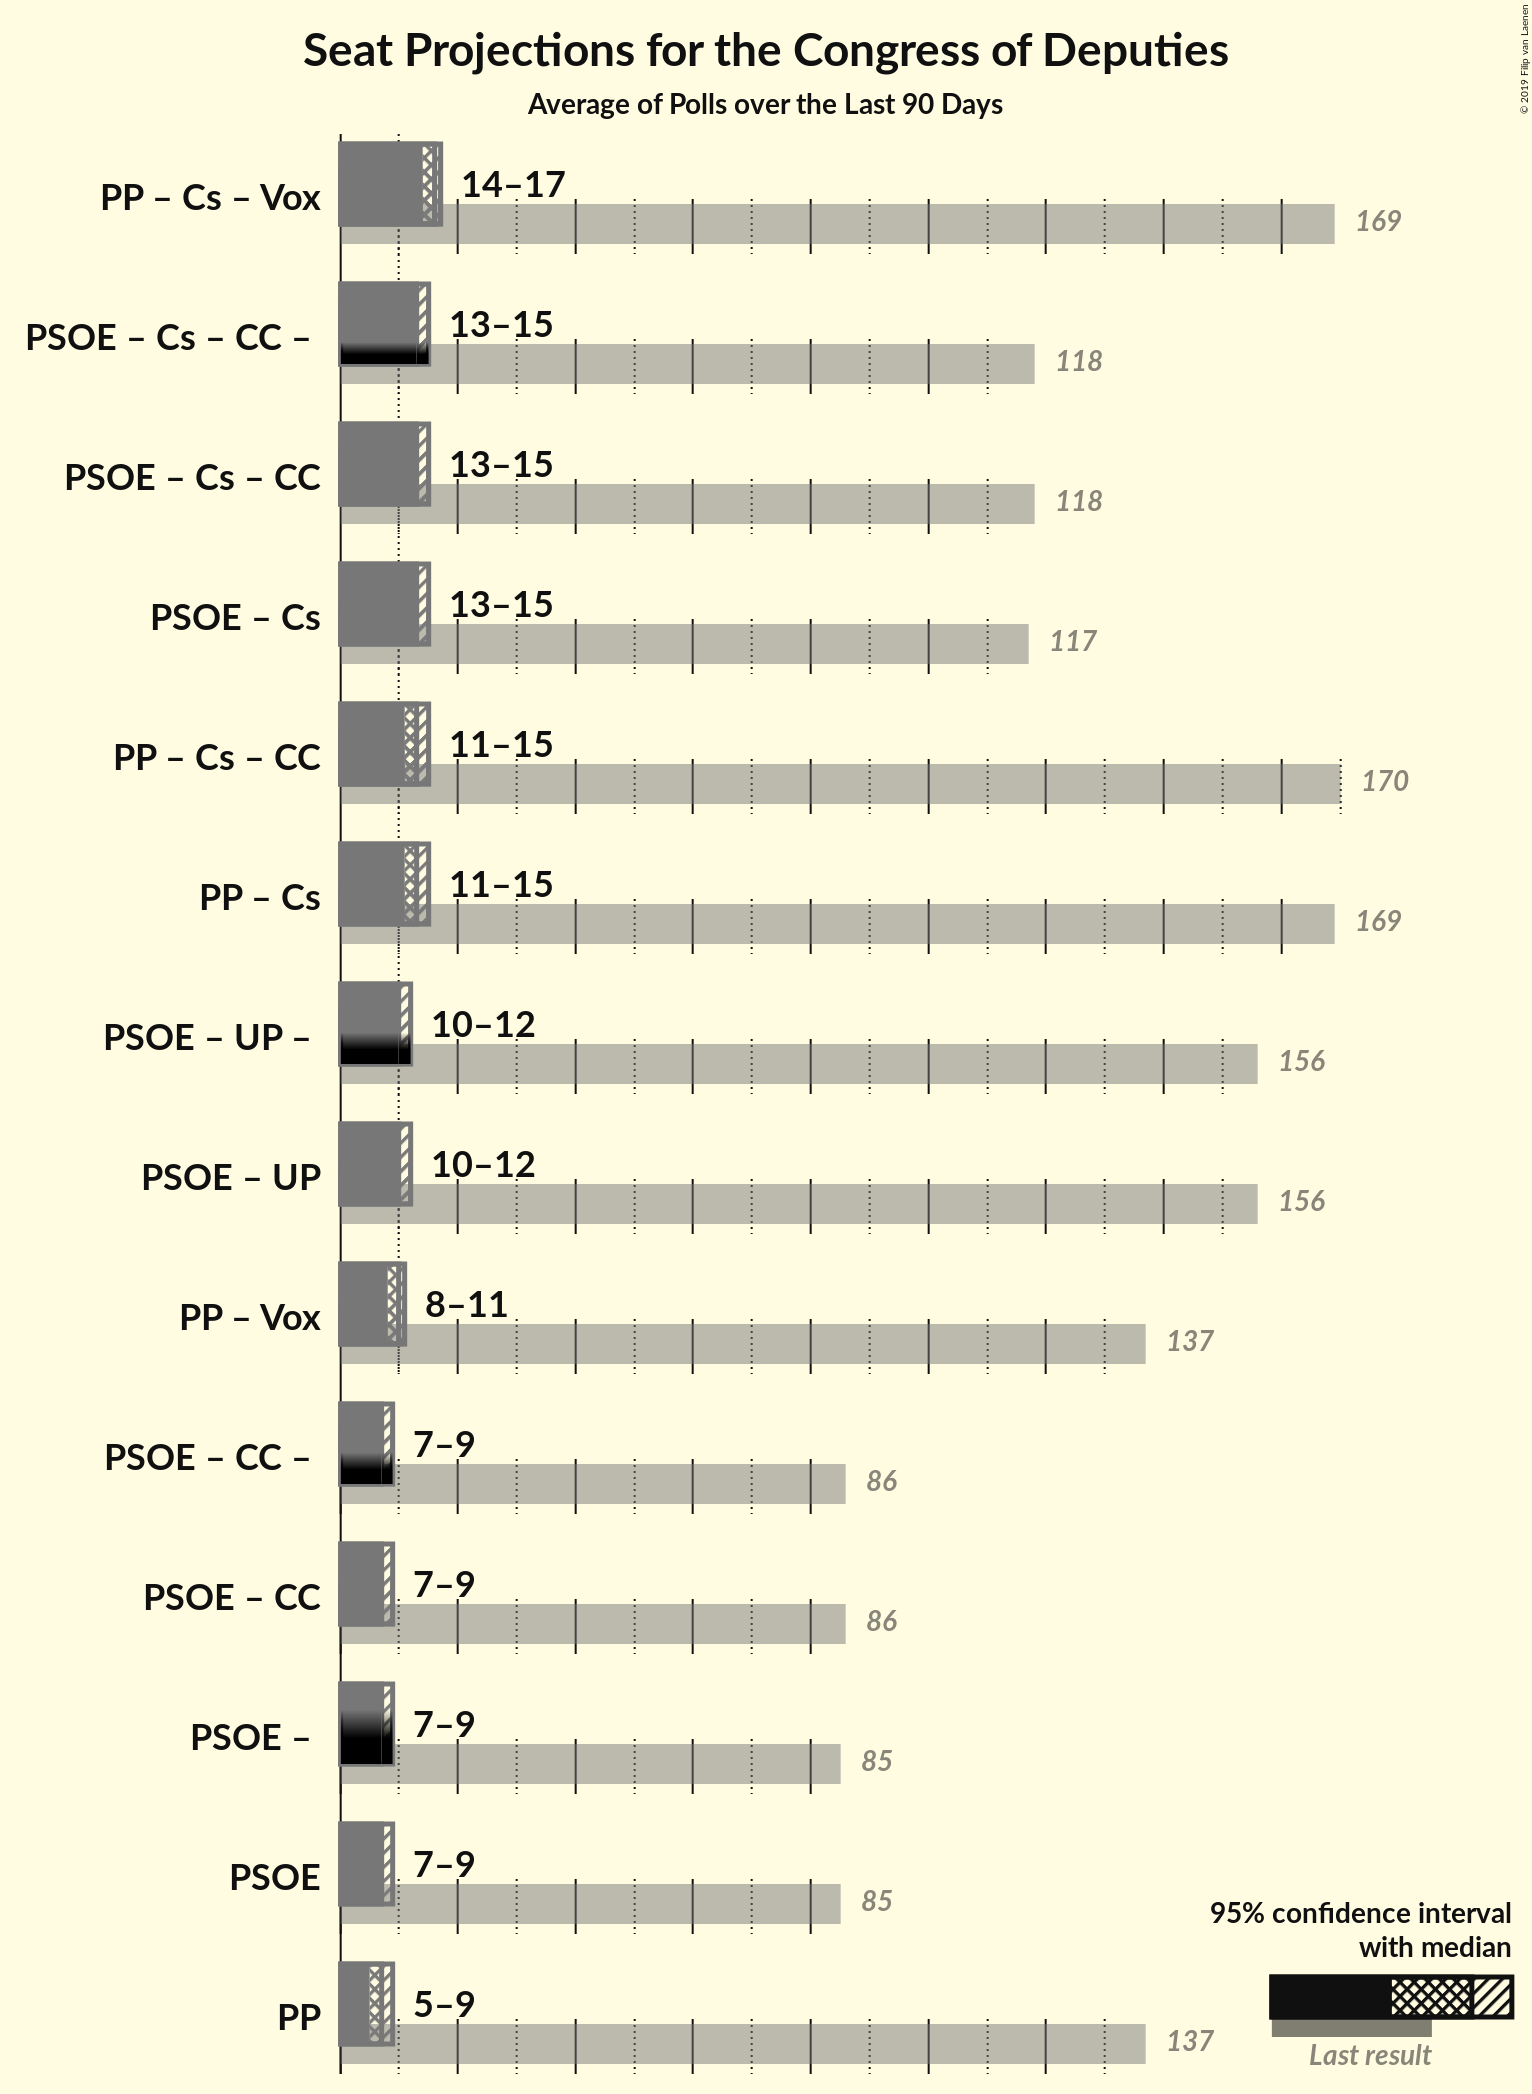 Seat Projections for the Congress of Deputies
Average of Polls over the Last 90 Days
© 2019 Filip van Laenen
PP – Cs – Vox
14–17
169
PSOE – Cs – CC –
13–15
118
PSOE – Cs – CC
13–15
118
PSOE – Cs
13–15
117
PP – Cs – CC
11–15
170
PP – Cs
11–15
169
PSOE – UP –
10–12
156
PSOE – UP
10–12
156
PP – Vox
8–11
137
PSOE – CC –
7–9
86
PSOE – CC
7–9
86
PSOE –
7–9
85
PSOE
7–9
85
PP
5–9
137
95% confidence interval
with median
Last result